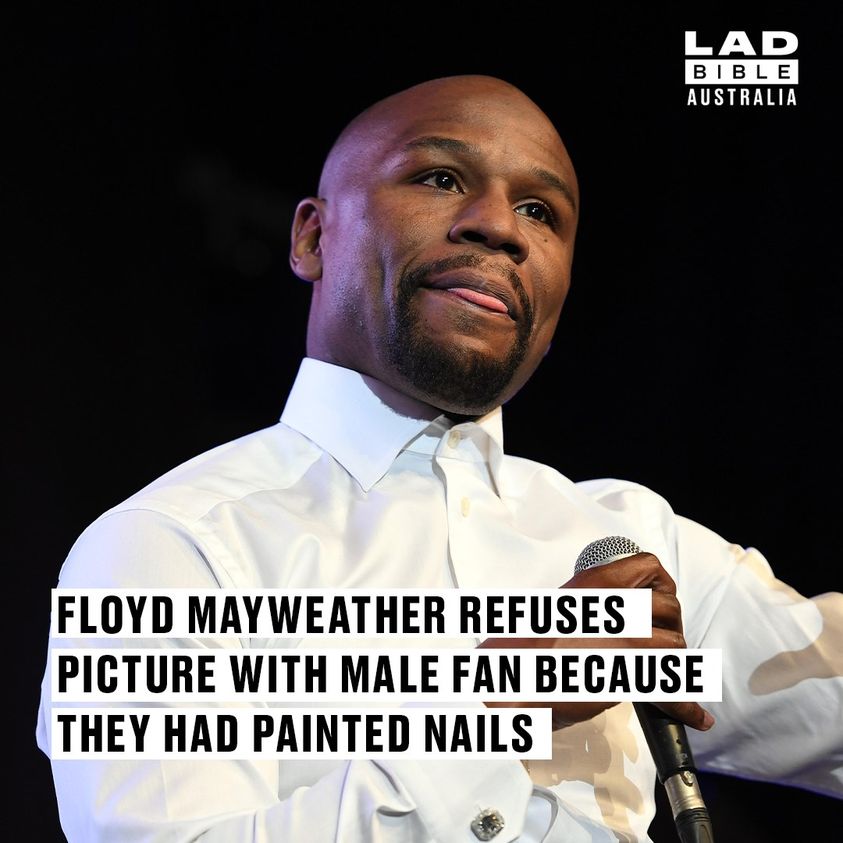 LAD
BIBLE
AUSTRALIA
FLOYD MAYWEATHER REFUSES
PICTURE WITH MALE FAN BECAUSE
THEY HAD PAINTED NAILS